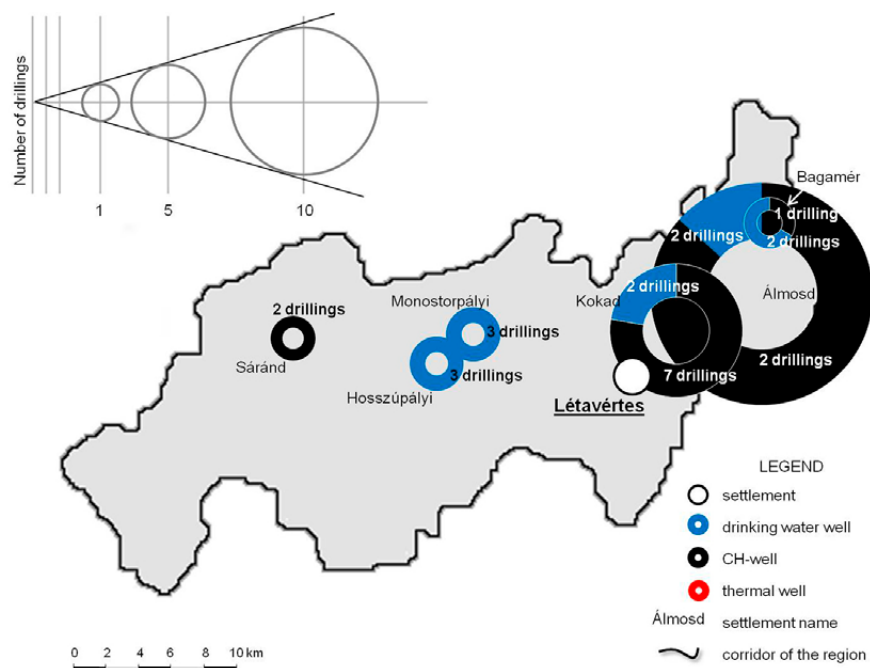 Number of drillings
1
5
10
Bagamér
1 drilling
2 drillings
2 drillings
Álmosd
2 drillings
Kokad
2 drillings
7 drillings
Létavértes
Monostorpályi
3 drillings
3 drillings
Hosszúpályi
2 drillings
Sáránd
LEGEND
settlement
drinking water well
CH-well
thermal well
Álmosd settlement name
corridor of the region
0 2 4 6 8 10 km